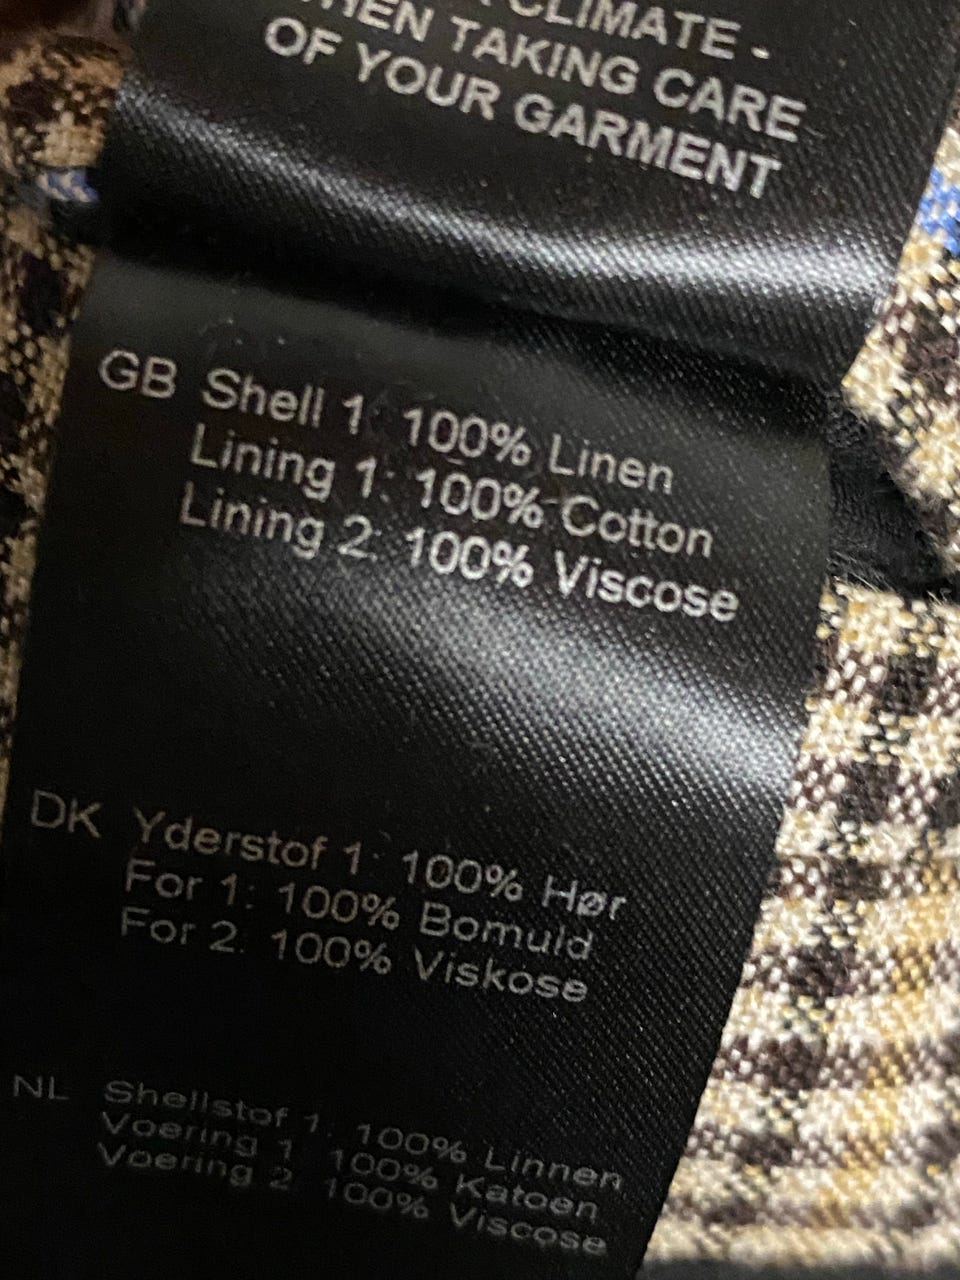 CLIMATE -
TAKING CARE
OF YOUR GARMENT
GB Shell 1: 100% Linen
Lining 1: 100% Cotton
Lining 2: 100% Viscose
DK Yderstof 1: 100% Hør
For 1: 100% Bomuld
For 2: 100% Viskose
NL Shellstof 1: 100% Linnen
Voering 1: 100% Katoen
Voering 2: 100% Viscose